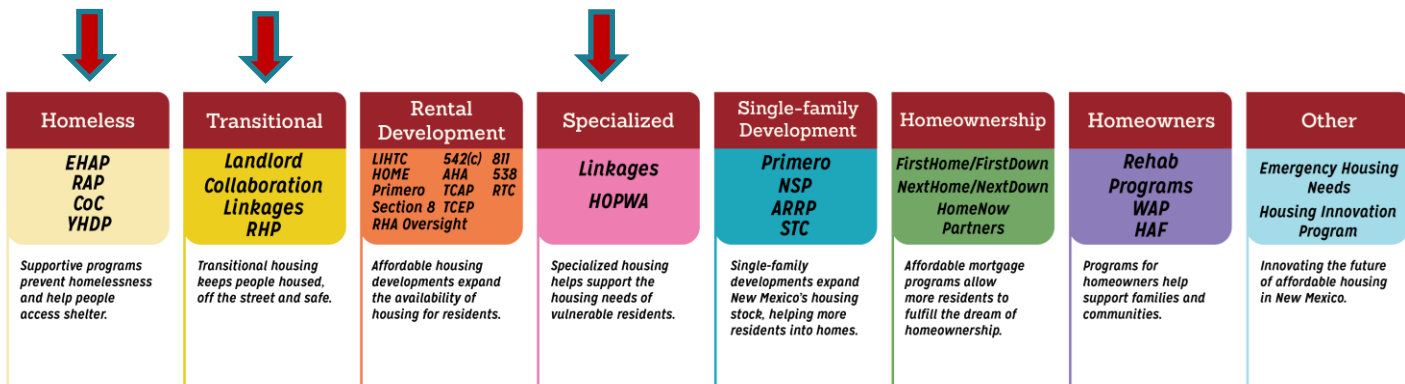 Homeless
EHAP
RAP
CoC
YHDP
Supportive programs
prevent homelessness
and help people
access shelter.
Transitional
Landlord
Collaboration
Linkages
RHP
Transitional housing
keeps people housed,
off the street and safe.
Rental
Development
LIHTC 542(c) 811
HOME AHA 538
Primero TCAP RTC
Section 8 TCEP
RHA Oversight
Affordable housing
developments expand
the availability of
housing for residents.
Specialized
Linkages
HOPWA
Specialized housing
helps support the
housing needs of
vulnerable residents.
Single-family
Development
Primero
NSP
ARRP
STC
Single-family
developments expand
New Mexico's housing
stock, helping more
residents into homes.
Homeownership
FirstHome/FirstDown
NextHome/NextDown
HomeNow
Partners
Affordable mortgage
programs allow
more residents to
fulfill the dream of
homeownership.
Homeowners
Rehab
Programs
WAP
HAF
Programs for
homeowners help
support families and
communities.
Other
Emergency Housing
Needs
Housing Innovation
Program
Innovating the future
of affordable housing
in New Mexico.